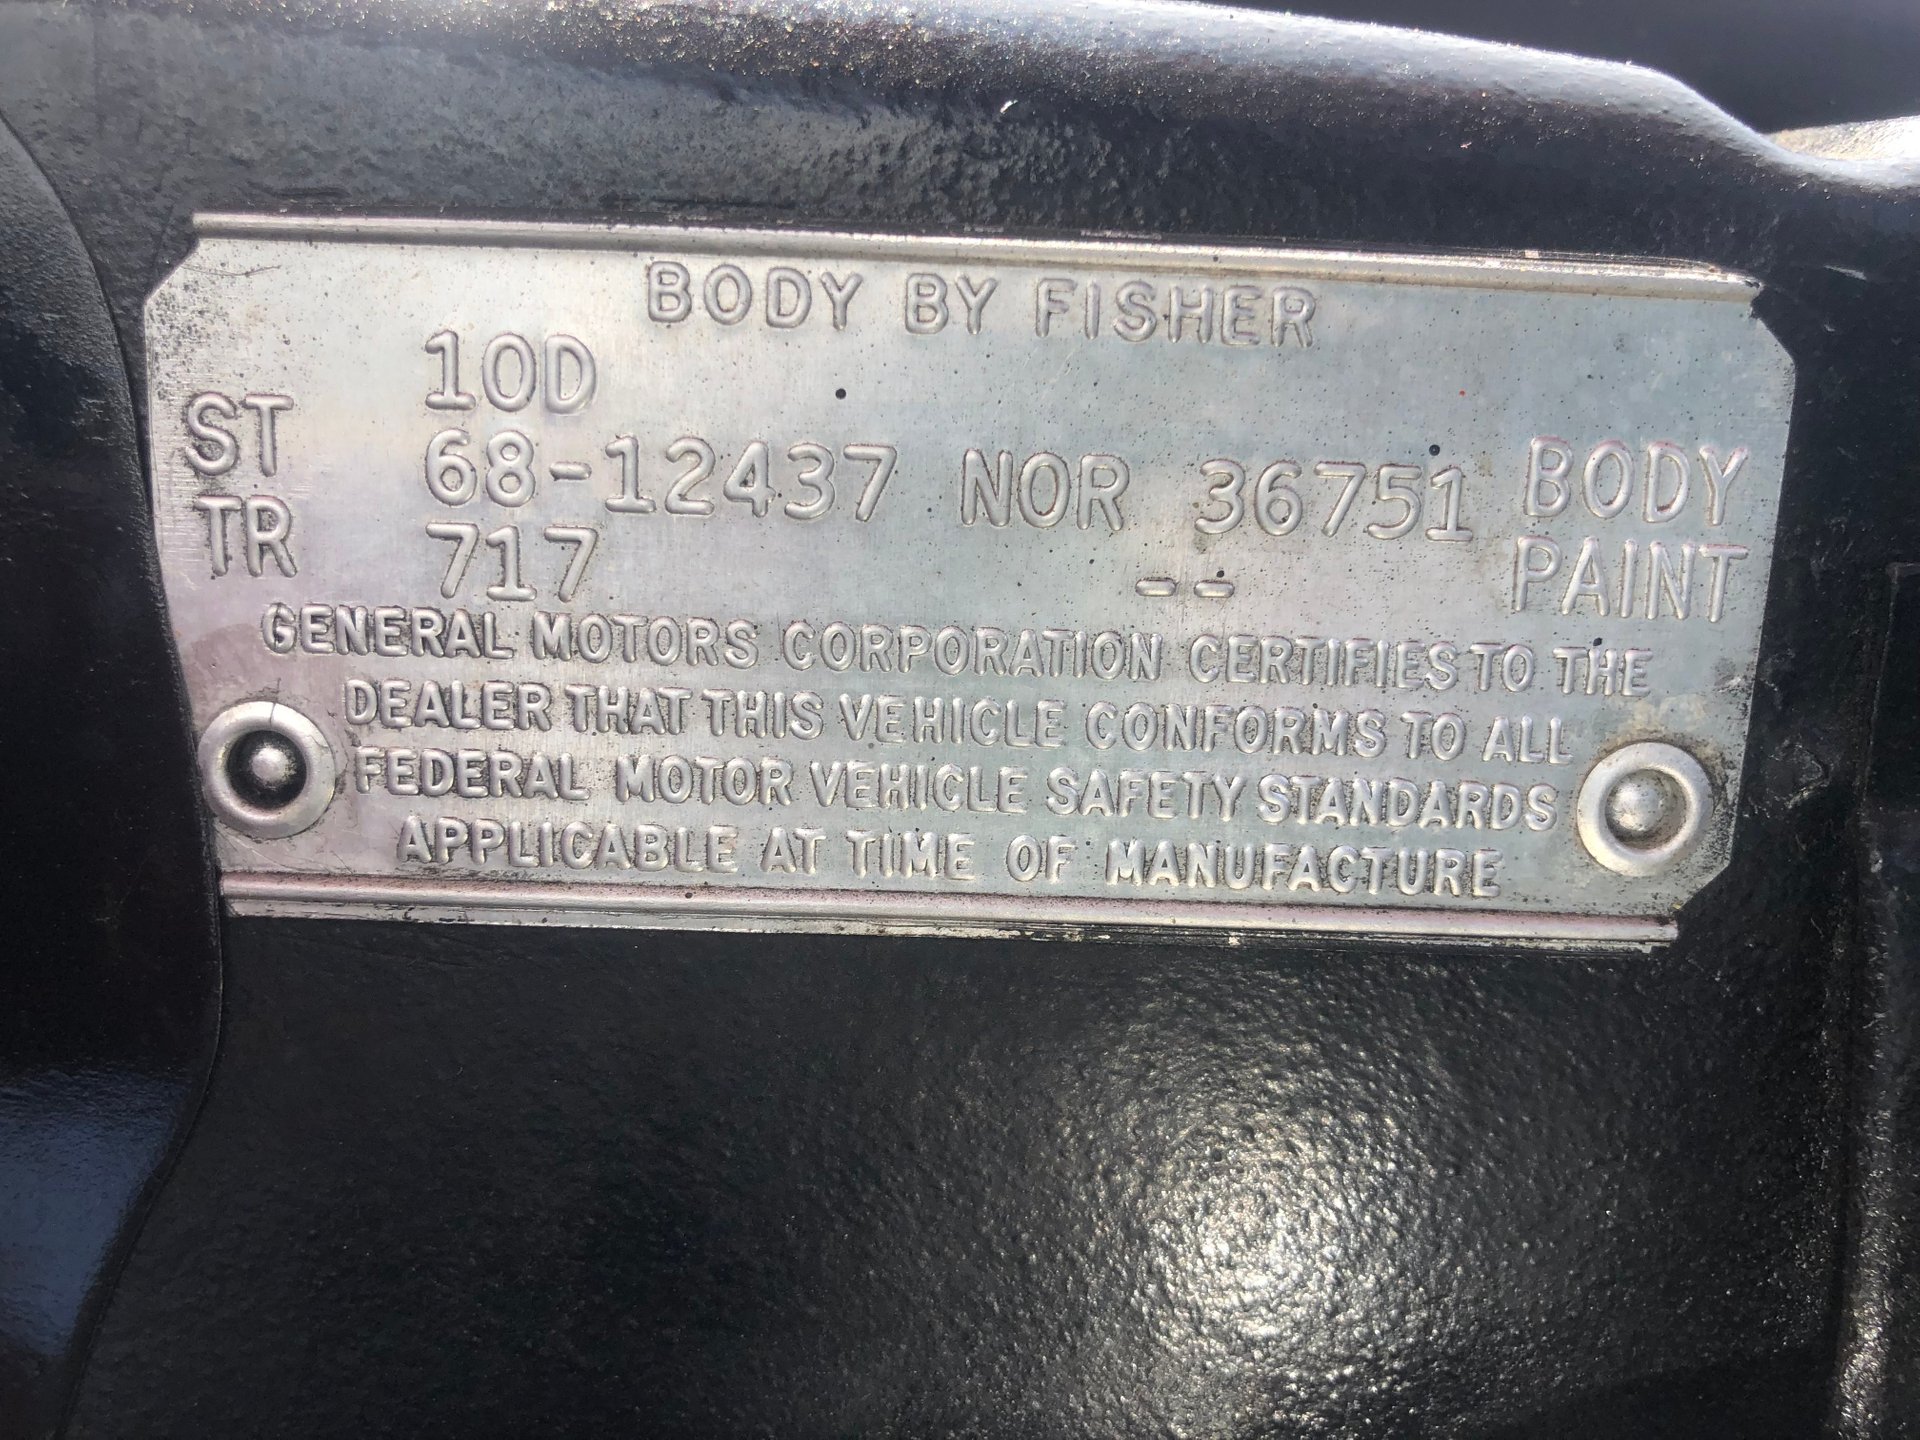 BODY BY FISHER
10D
ST 68-12437 NOR 36751 BODY
TR 717 -- PAINT
GENERAL MOTORS CORPORATION CERTIFIES TO THE
DEALER THAT THIS VEHICLE CONFORMS TO ALL
FEDERAL MOTOR VEHICLE SAFETY STANDARDS
APPLICABLE AT TIME OF MANUFACTURE